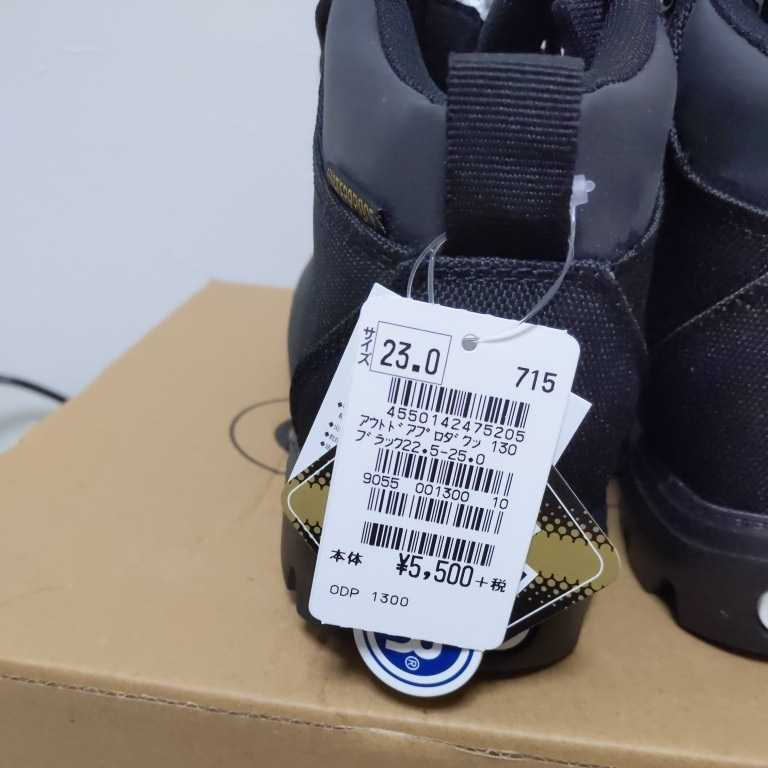 サイズ
23.0
715
4550142475205
アウトドアプロダクツ 130
ブラック22.5-25.0
9055 001300 10
本体 ¥5,500+税
ODP 1300
R
®